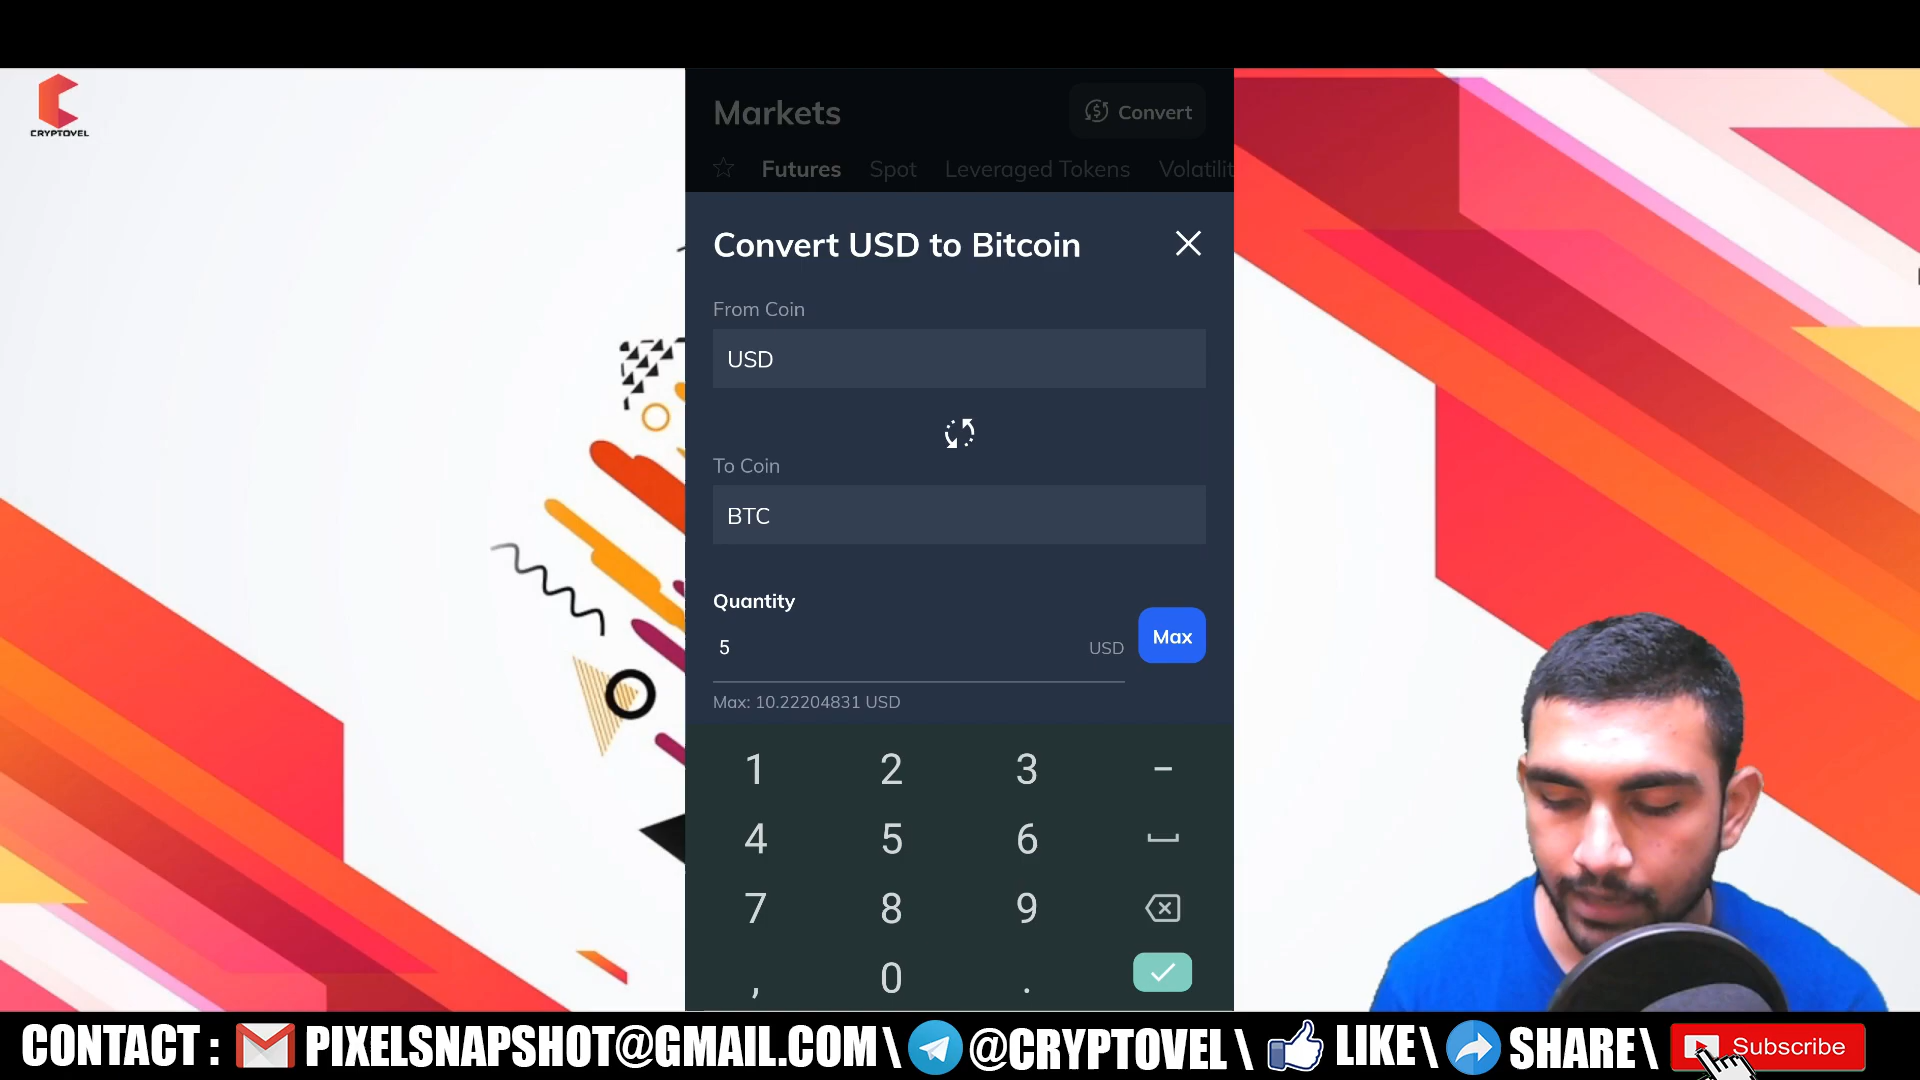 CRYPTOVEL
Markets
Convert
Futures Spot Leveraged Tokens Volatilit
Convert USD to Bitcoin
From Coin
USD
To Coin
BTC
Quantity
5 USD
Max
Max: 10.22204831 USD
1 2 3 -
4 5 6
7 8 9
, 0 .
CONTACT : PIXELSNAPSHOT@GMAIL.COM \ @CRYPTOVEL \ LIKE \ SHARE \ Subscribe